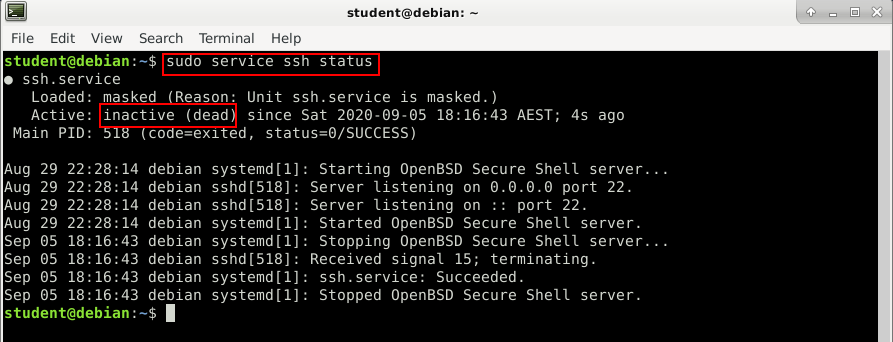 student@debian: ~
File Edit View Search Terminal Help
student@debian:~$ sudo service ssh status
● ssh.service
   Loaded: masked (Reason: Unit ssh.service is masked.)
   Active: inactive (dead) since Sat 2020-09-05 18:16:43 AEST; 4s ago
 Main PID: 518 (code=exited, status=0/SUCCESS)

Aug 29 22:28:14 debian systemd[1]: Starting OpenBSD Secure Shell server...
Aug 29 22:28:14 debian sshd[518]: Server listening on 0.0.0.0 port 22.
Aug 29 22:28:14 debian sshd[518]: Server listening on :: port 22.
Aug 29 22:28:14 debian systemd[1]: Started OpenBSD Secure Shell server.
Sep 05 18:16:43 debian systemd[1]: Stopping OpenBSD Secure Shell server...
Sep 05 18:16:43 debian sshd[518]: Received signal 15; terminating.
Sep 05 18:16:43 debian systemd[1]: ssh.service: Succeeded.
Sep 05 18:16:43 debian systemd[1]: Stopped OpenBSD Secure Shell server.
student@debian:~$